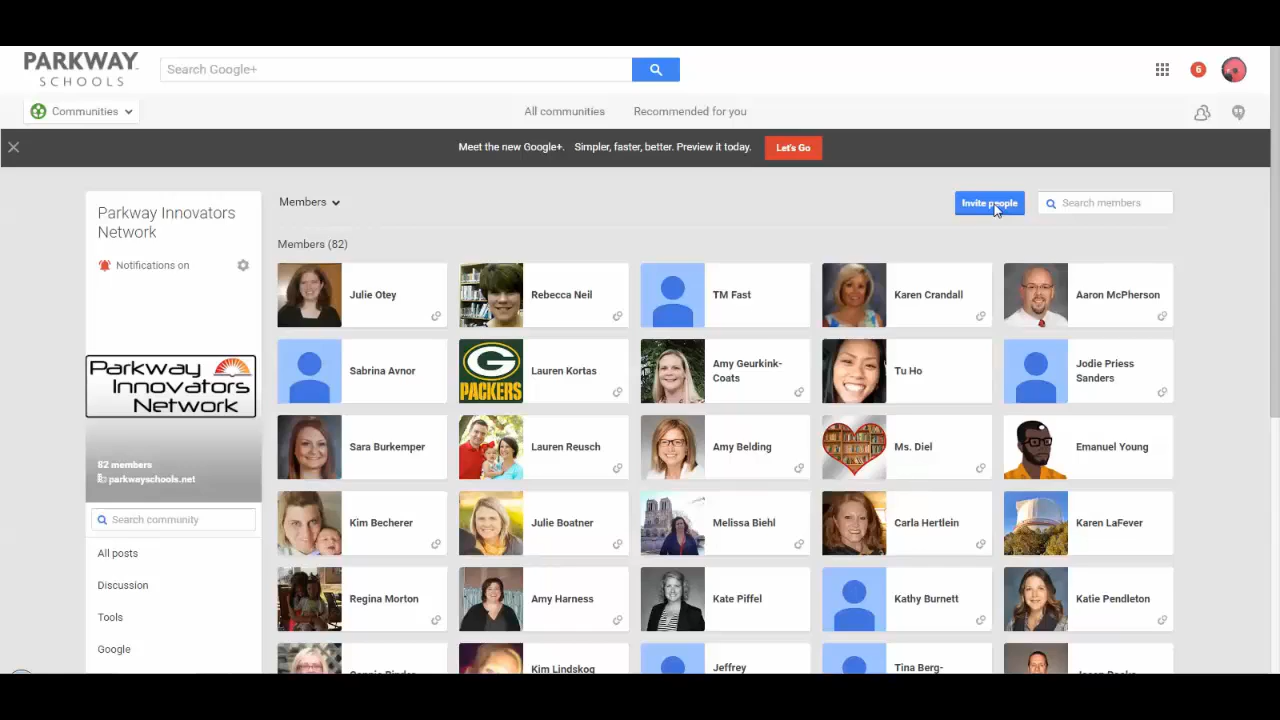 PARKWAY
SCHOOLS
Search Google+
6
Communities
All communities
Recommended for you
Meet the new Google+. Simpler, faster, better. Preview it today.
Let's Go
Parkway Innovators
Network
Notifications on
Parkway
Innovators
Network
82 members
parkwayschools.net
Search community
All posts
Discussion
Tools
Google
Members
Invite people
Search members
Members (82)
Julie Otey
Rebecca Neil
TM Fast
Karen Crandall
Aaron McPherson
Sabrina Avnor
G
PACKERS
Lauren Kortas
Amy Geurkink-
Coats
Tu Ho
Jodie Priess
Sanders
Sara Burkemper
Lauren Reusch
Amy Belding
Ms. Diel
Emanuel Young
Kim Becherer
Julie Boatner
Melissa Biehl
Carla Hertlein
Karen LaFever
Regina Morton
Amy Harness
Kate Piffel
Kathy Burnett
Katie Pendleton
Kim Lindskog
Jeffrey
Tina Berg-